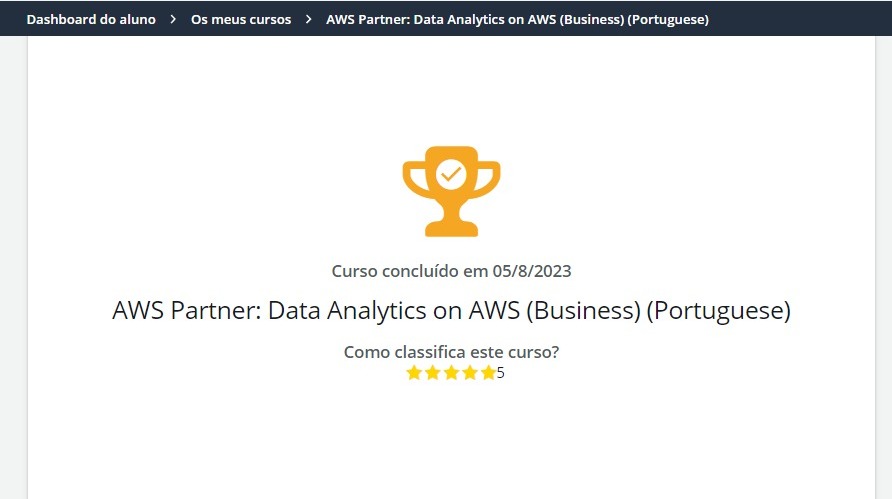 Dashboard do aluno > Os meus cursos > AWS Partner: Data Analytics on AWS (Business) (Portuguese)
Curso concluído em 05/8/2023
AWS Partner: Data Analytics on AWS (Business) (Portuguese)
Como classifica este curso?
5